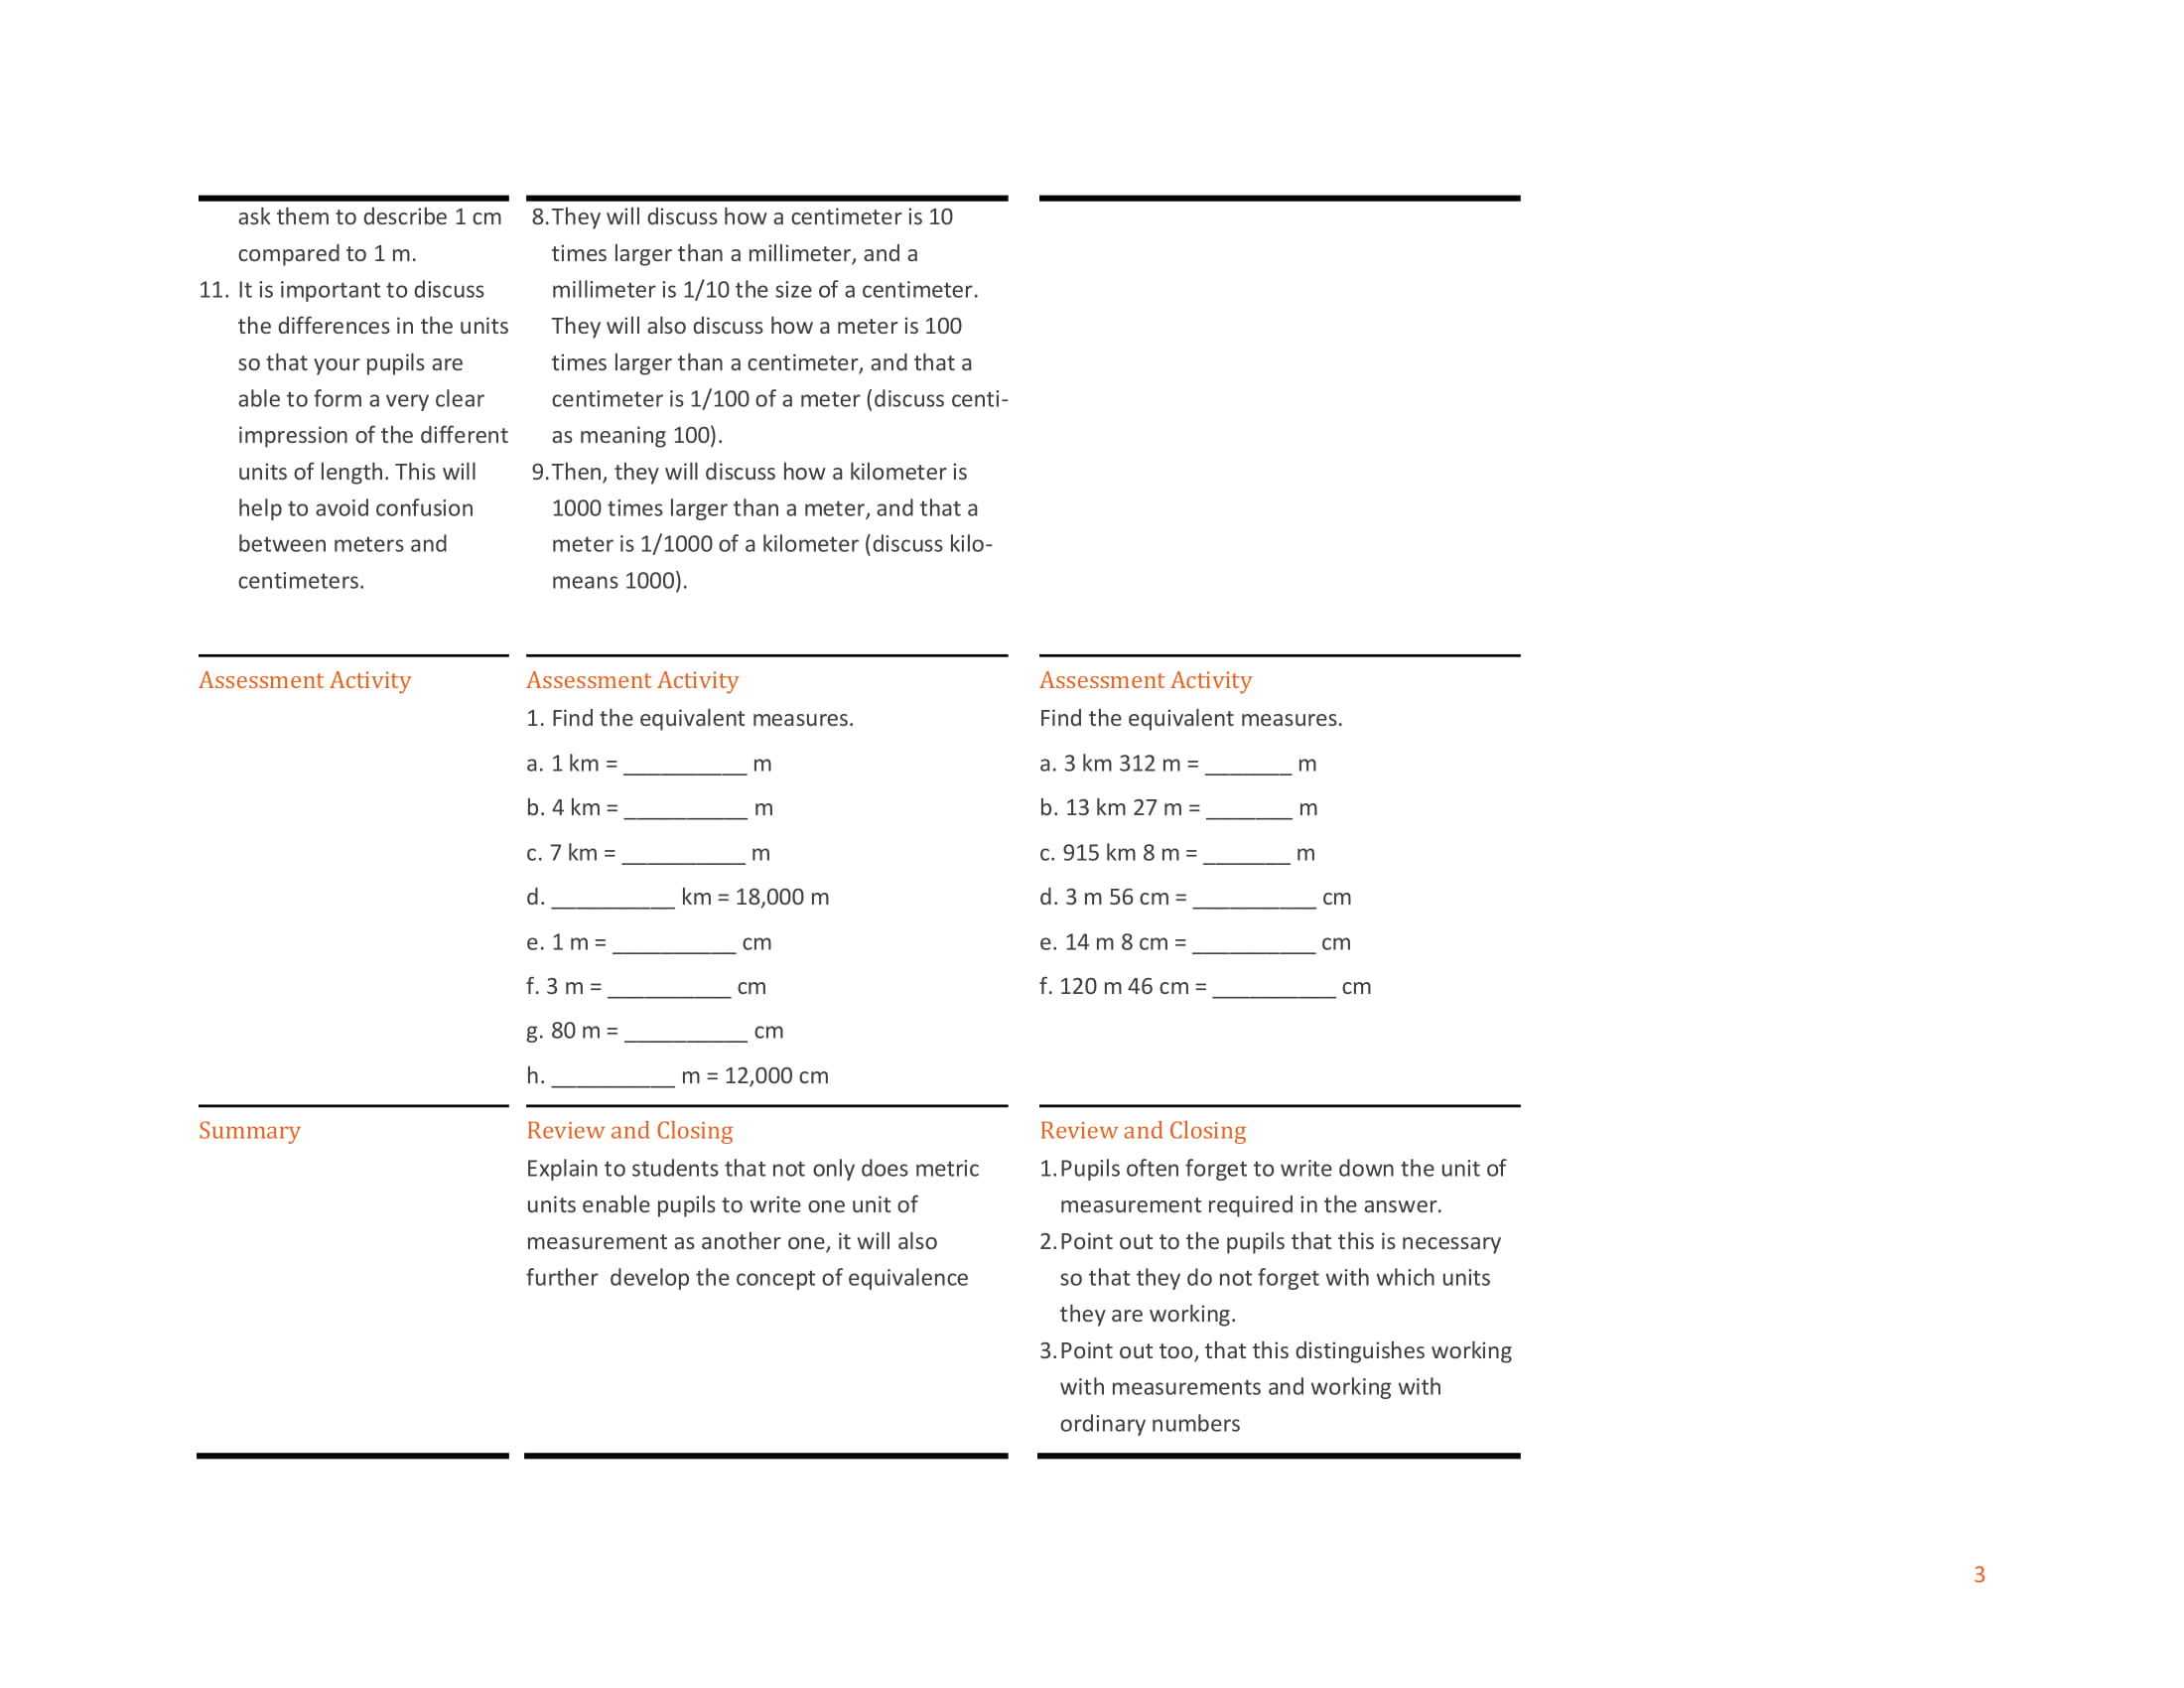 ask them to describe 1 cm
compared to 1 m.
11. It is important to discuss
the differences in the units
so that your pupils are
able to form a very clear
impression of the different
units of length. This will
help to avoid confusion
between meters and
centimeters.
8.They will discuss how a centimeter is 10
times larger than a millimeter, and a
millimeter is 1/10 the size of a centimeter.
They will also discuss how a meter is 100
times larger than a centimeter, and that a
centimeter is 1/100 of a meter (discuss centi-
as meaning 100).
9.Then, they will discuss how a kilometer is
1000 times larger than a meter, and that a
meter is 1/1000 of a kilometer (discuss kilo-
means 1000).
Assessment Activity
Assessment Activity
1. Find the equivalent measures.
a. 1 km = __________ m
b. 4 km = __________ m
c. 7 km = __________ m
d. __________ km = 18,000 m
e. 1 m = __________ cm
f. 3 m = __________ cm
g. 80 m = __________ cm
h. __________ m = 12,000 cm
Assessment Activity
Find the equivalent measures.
a. 3 km 312 m = _______ m
b. 13 km 27 m = _______ m
c. 915 km 8 m = _______ m
d. 3 m 56 cm = __________ cm
e. 14 m 8 cm = __________ cm
f. 120 m 46 cm = __________ cm
Summary
Review and Closing
Explain to students that not only does metric
units enable pupils to write one unit of
measurement as another one, it will also
further  develop the concept of equivalence
Review and Closing
1.Pupils often forget to write down the unit of
measurement required in the answer.
2.Point out to the pupils that this is necessary
so that they do not forget with which units
they are working.
3.Point out too, that this distinguishes working
with measurements and working with
ordinary numbers
3